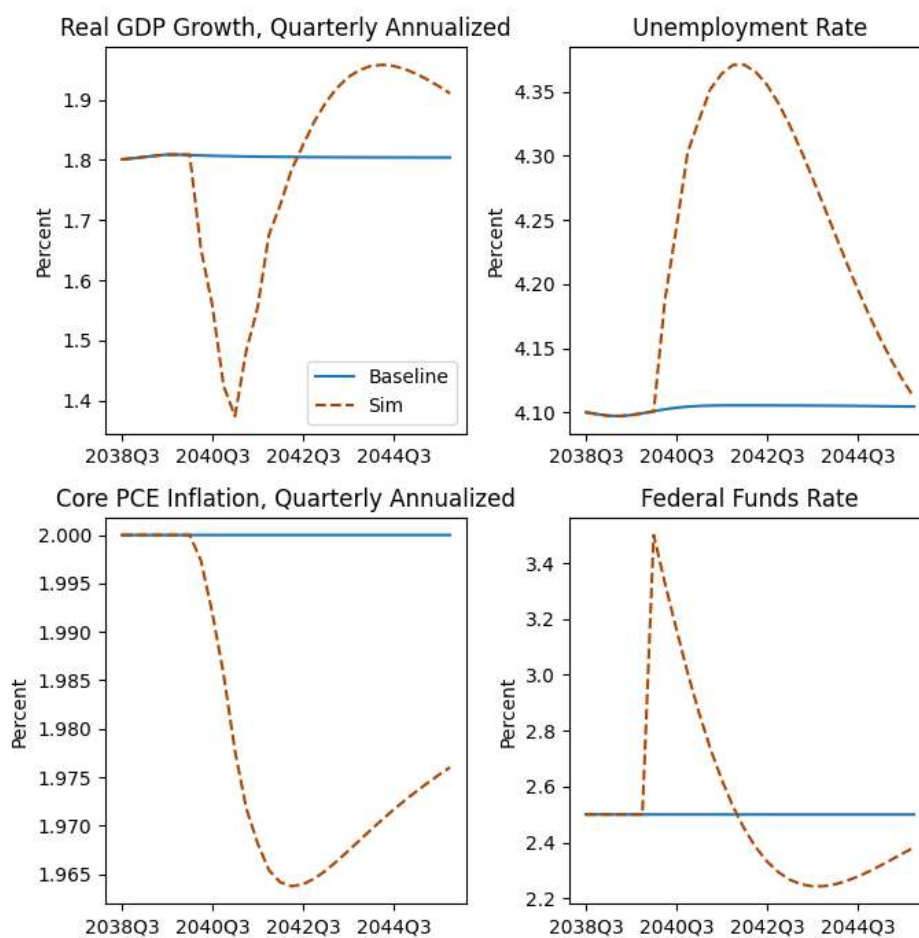 Real GDP Growth, Quarterly Annualized
Percent
1.9
1.8
1.7
1.6
1.5
1.4
Baseline
Sim
2038Q3 2040Q3 2042Q3 2044Q3
Unemployment Rate
Percent
4.35
4.30
4.25
4.20
4.15
4.10
2038Q3 2040Q3 2042Q3 2044Q3
Core PCE Inflation, Quarterly Annualized
Percent
2.000
1.995
1.990
1.985
1.980
1.975
1.970
1.965
2038Q3 2040Q3 2042Q3 2044Q3
Federal Funds Rate
Percent
3.4
3.2
3.0
2.8
2.6
2.4
2.2
2038Q3 2040Q3 2042Q3 2044Q3